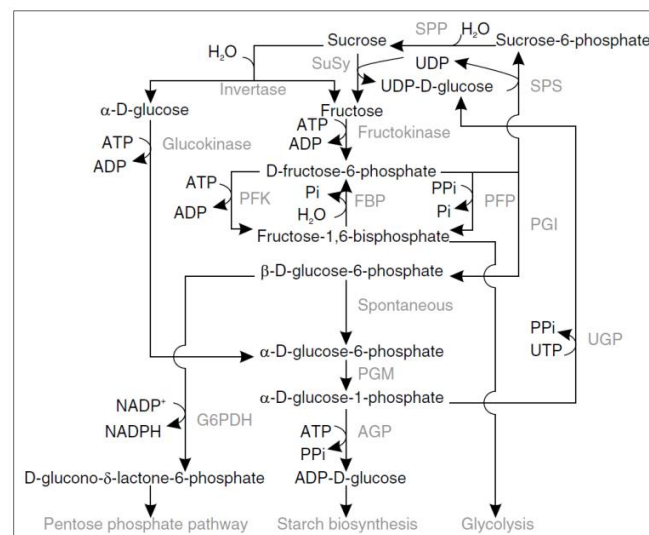 SPP
H₂O
Sucrose
Sucrose-6-phosphate
H₂O
SuSy
UDP
UDP-D-glucose
SPS
Invertase
α-D-glucose
Fructose
ATP
Glucokinase
ADP
ATP
Fructokinase
ADP
D-fructose-6-phosphate
ATP
PFK
ADP
Pi
FBP
H₂O
PPi
PFP
Pi
PGI
Fructose-1,6-bisphosphate
β-D-glucose-6-phosphate
Spontaneous
PPi
UGP
UTP
α-D-glucose-6-phosphate
PGM
α-D-glucose-1-phosphate
NADP⁺
G6PDH
NADPH
ATP
AGP
PPi
D-glucono-δ-lactone-6-phosphate
ADP-D-glucose
Pentose phosphate pathway
Starch biosynthesis
Glycolysis